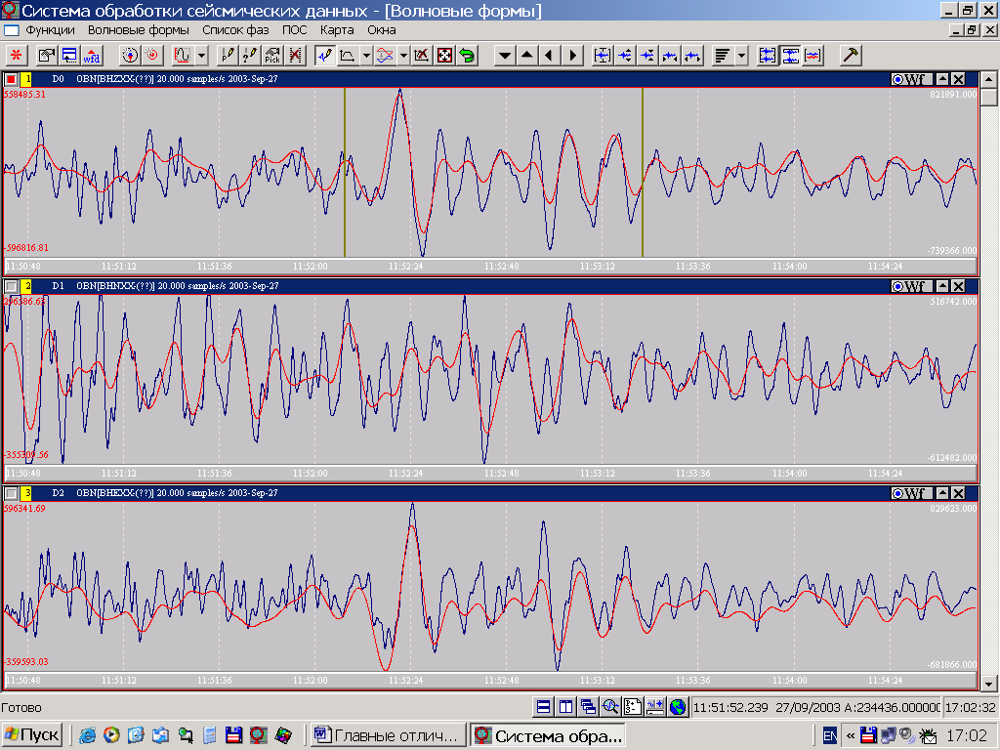 Система обработки сейсмических данных - [Волновые формы]
Функции Волновые формы Список фаз ПОС Карта Окна
wfd P ? Pick
1 D0 OBN[BHZXX-(??)] 20.000 samples/s 2003-Sep-27 Wf
558485.31 821891.000
-596816.81 -739366.000
11:50:48 11:51:12 11:51:36 11:52:00 11:52:24 11:52:48 11:53:12 11:53:36 11:54:00 11:54:24
2 D1 OBN[BHNXX-(??)] 20.000 samples/s 2003-Sep-27 Wf
516742.000
-355309.56 -612482.000
11:50:48 11:51:12 11:51:36 11:52:00 11:52:24 11:52:48 11:53:12 11:53:36 11:54:00 11:54:24
3 D2 OBN[BHEXX-(??)] 20.000 samples/s 2003-Sep-27 Wf
596341.69 829623.000
-359593.03 -681866.000
11:50:48 11:51:12 11:51:36 11:52:00 11:52:24 11:52:48 11:53:12 11:53:36 11:54:00 11:54:24
Готово 11:51:52.239 27/09/2003 A:234436.000000 17:02:32
Пуск Главные отлич... Система обра... EN « 17:02